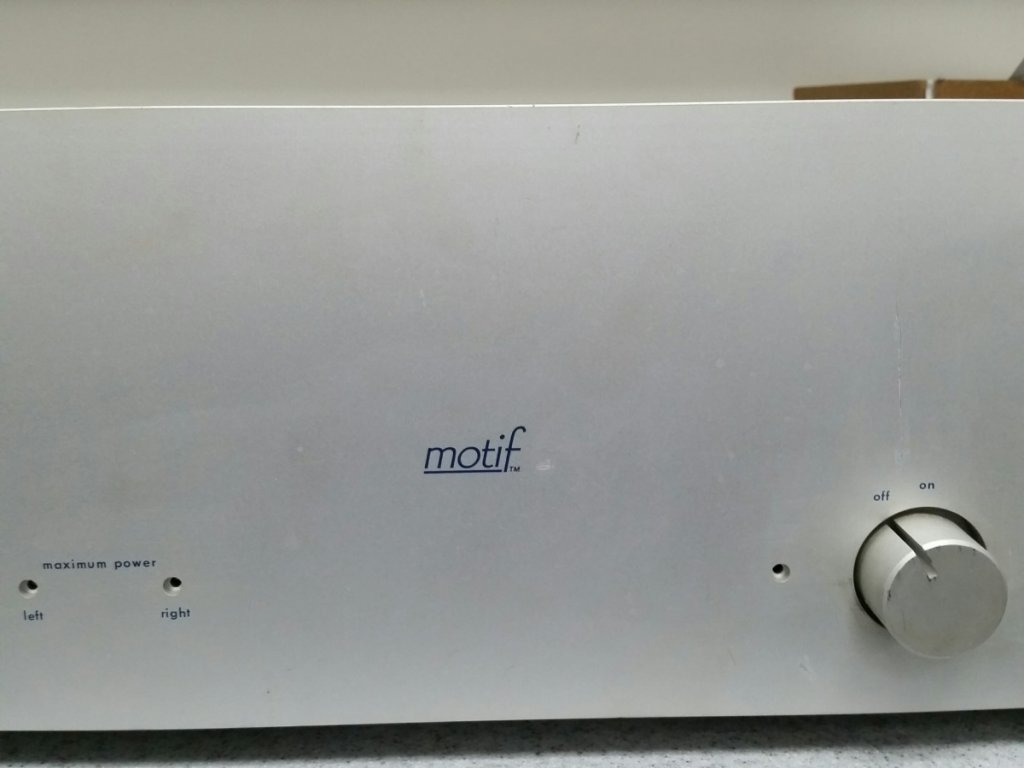 motif™
off on
maximum power
left right